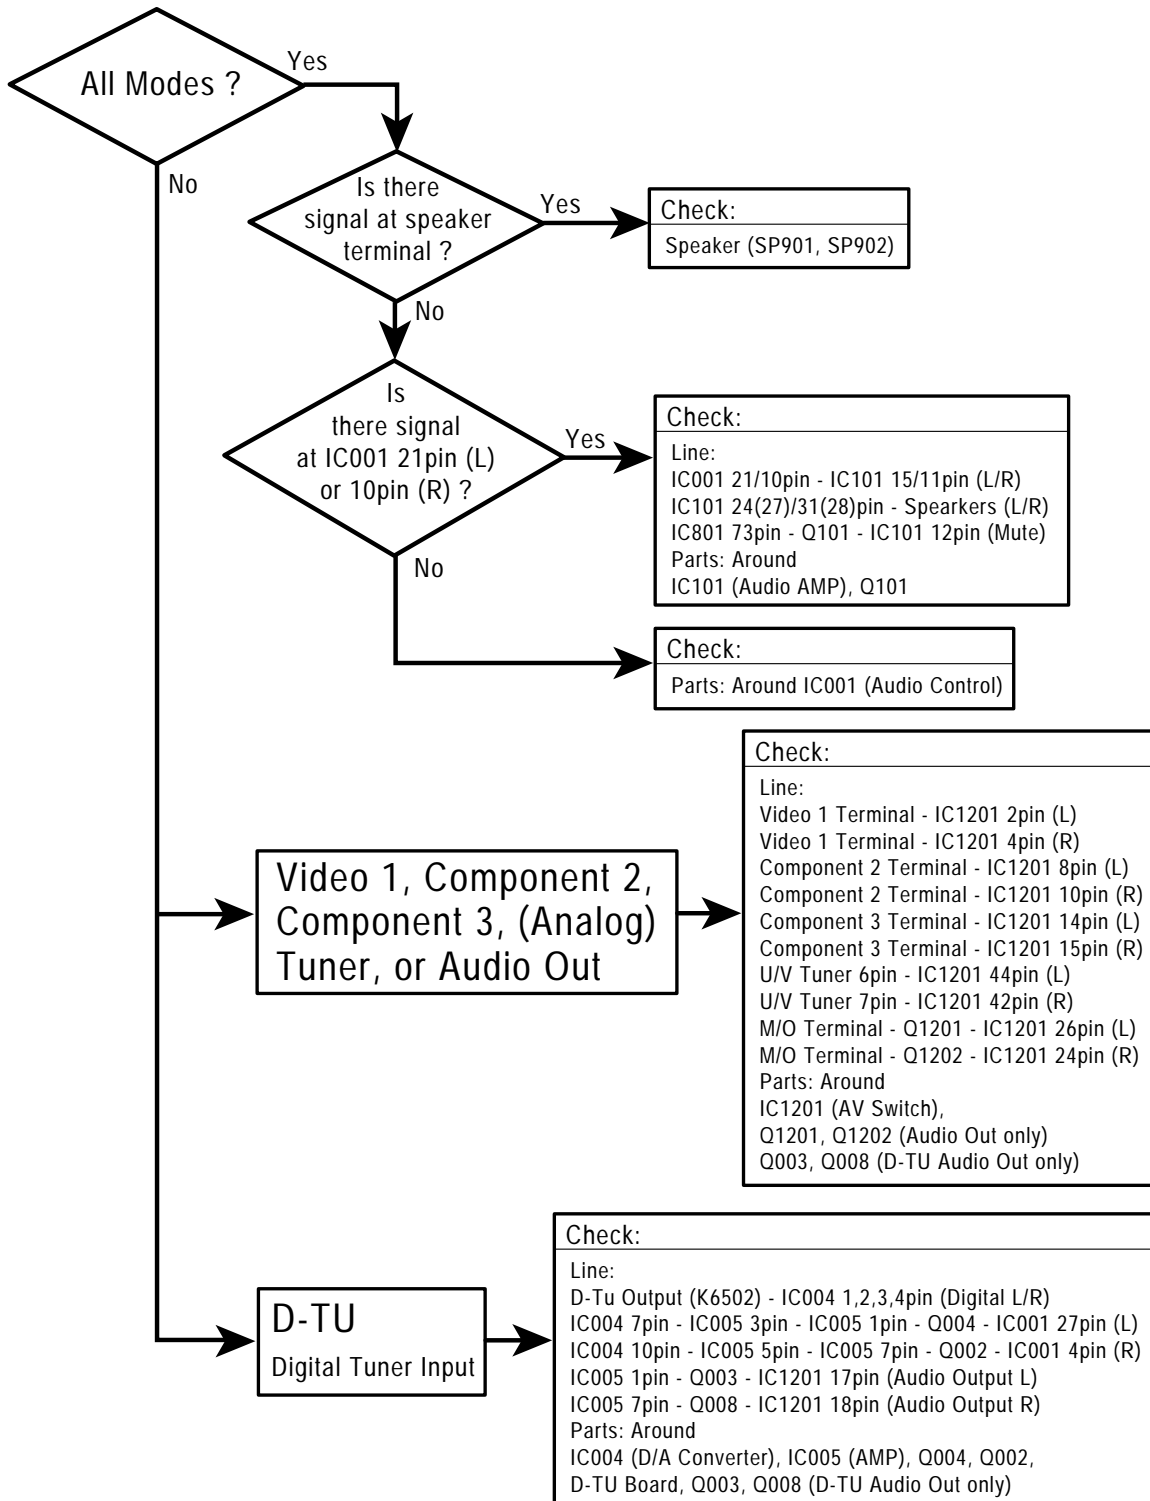 All Modes ?
Yes
No
Is there
signal at speaker
terminal ?
Yes
No
Check:
Speaker (SP901, SP902)
Is
there signal
at IC001 21pin (L)
or 10pin (R) ?
Yes
No
Check:
Line:
IC001 21/10pin - IC101 15/11pin (L/R)
IC101 24(27)/31(28)pin - Spearkers (L/R)
IC801 73pin - Q101 - IC101 12pin (Mute)
Parts: Around
IC101 (Audio AMP), Q101
Check:
Parts: Around IC001 (Audio Control)
Video 1, Component 2,
Component 3, (Analog)
Tuner, or Audio Out
Check:
Line:
Video 1 Terminal - IC1201 2pin (L)
Video 1 Terminal - IC1201 4pin (R)
Component 2 Terminal - IC1201 8pin (L)
Component 2 Terminal - IC1201 10pin (R)
Component 3 Terminal - IC1201 14pin (L)
Component 3 Terminal - IC1201 15pin (R)
U/V Tuner 6pin - IC1201 44pin (L)
U/V Tuner 7pin - IC1201 42pin (R)
M/O Terminal - Q1201 - IC1201 26pin (L)
M/O Terminal - Q1202 - IC1201 24pin (R)
Parts: Around
IC1201 (AV Switch),
Q1201, Q1202 (Audio Out only)
Q003, Q008 (D-TU Audio Out only)
D-TU
Digital Tuner Input
Check:
Line:
D-Tu Output (K6502) - IC004 1,2,3,4pin (Digital L/R)
IC004 7pin - IC005 3pin - IC005 1pin - Q004 - IC001 27pin (L)
IC004 10pin - IC005 5pin - IC005 7pin - Q002 - IC001 4pin (R)
IC005 1pin - Q003 - IC1201 17pin (Audio Output L)
IC005 7pin - Q008 - IC1201 18pin (Audio Output R)
Parts: Around
IC004 (D/A Converter), IC005 (AMP), Q004, Q002,
D-TU Board, Q003, Q008 (D-TU Audio Out only)